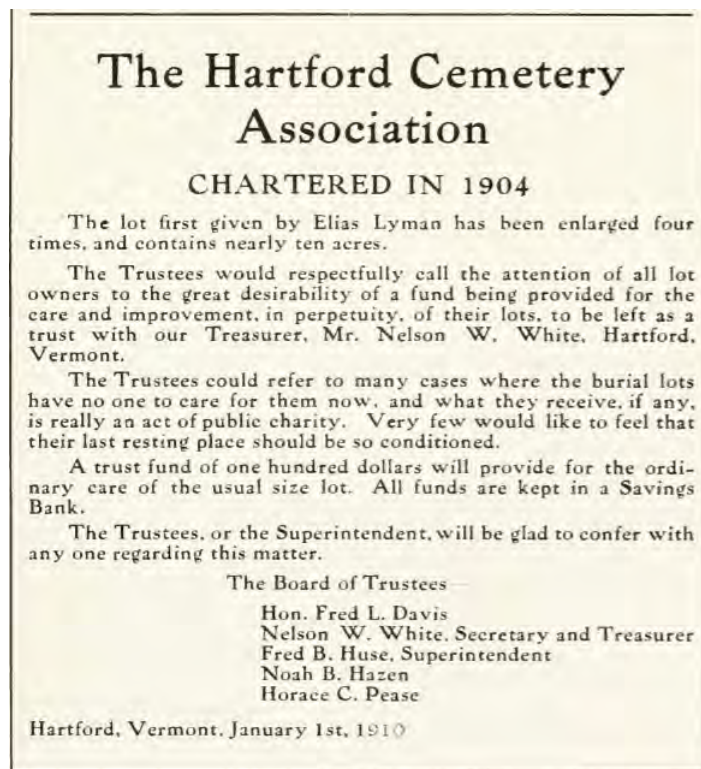 The Hartford Cemetery
Association
CHARTERED IN 1904
The lot first given by Elias Lyman has been enlarged four
times, and contains nearly ten acres.
The Trustees would respectfully call the attention of all lot
owners to the great desirability of a fund being provided for the
care and improvement, in perpetuity, of their lots, to be left as a
trust with our Treasurer, Mr. Nelson W. White, Hartford,
Vermont.
The Trustees could refer to many cases where the burial lots
have no one to care for them now, and what they receive, if any,
is really an act of public charity. Very few would like to feel that
their last resting place should be so conditioned.
A trust fund of one hundred dollars will provide for the ordi-
nary care of the usual size lot. All funds are kept in a Savings
Bank.
The Trustees, or the Superintendent, will be glad to confer with
any one regarding this matter.
The Board of Trustees—
Hon. Fred L. Davis
Nelson W. White, Secretary and Treasurer
Fred B. Huse, Superintendent
Noah B. Hazen
Horace C. Pease
Hartford, Vermont, January 1st, 1910